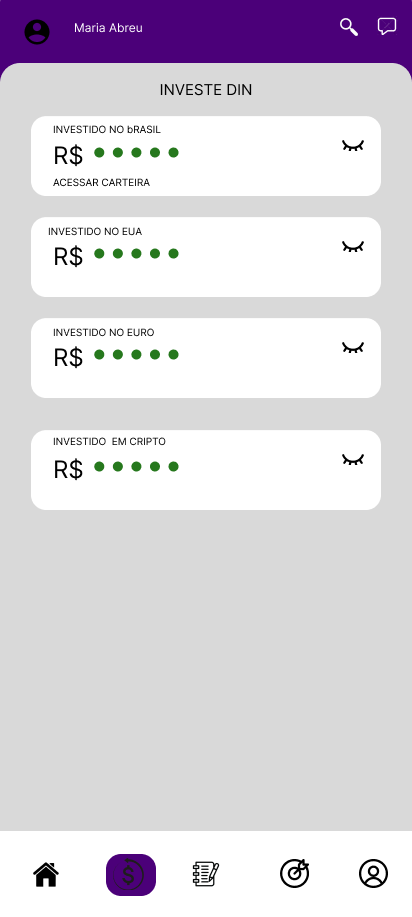 Maria Abreu
INVESTE DIN
INVESTIDO NO bRASIL
R$ ●●●●●
ACESSAR CARTEIRA
INVESTIDO NO EUA
R$ ●●●●●
INVESTIDO NO EURO
R$ ●●●●●
INVESTIDO  EM CRIPTO
R$ ●●●●●
$